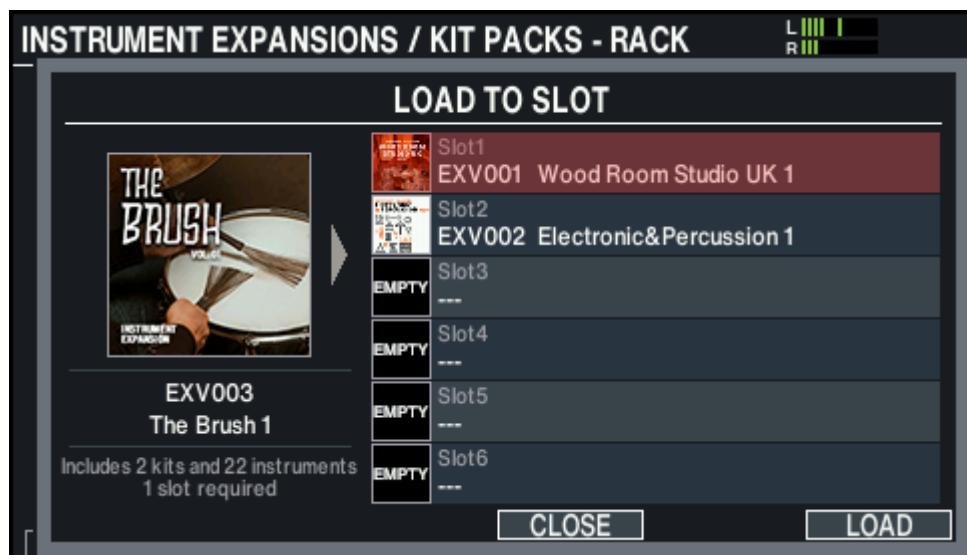 INSTRUMENT EXPANSIONS / KIT PACKS - RACK
L
R
LOAD TO SLOT
THE
BRUSH
VOL.01
INSTRUMENT
EXPANSION
EXV003
The Brush 1
Includes 2 kits and 22 instruments
1 slot required
Slot1
EXV001 Wood Room Studio UK 1
Slot2
EXV002 Electronic&Percussion 1
EMPTY
Slot3
---
EMPTY
Slot4
---
EMPTY
Slot5
---
EMPTY
Slot6
---
CLOSE
LOAD